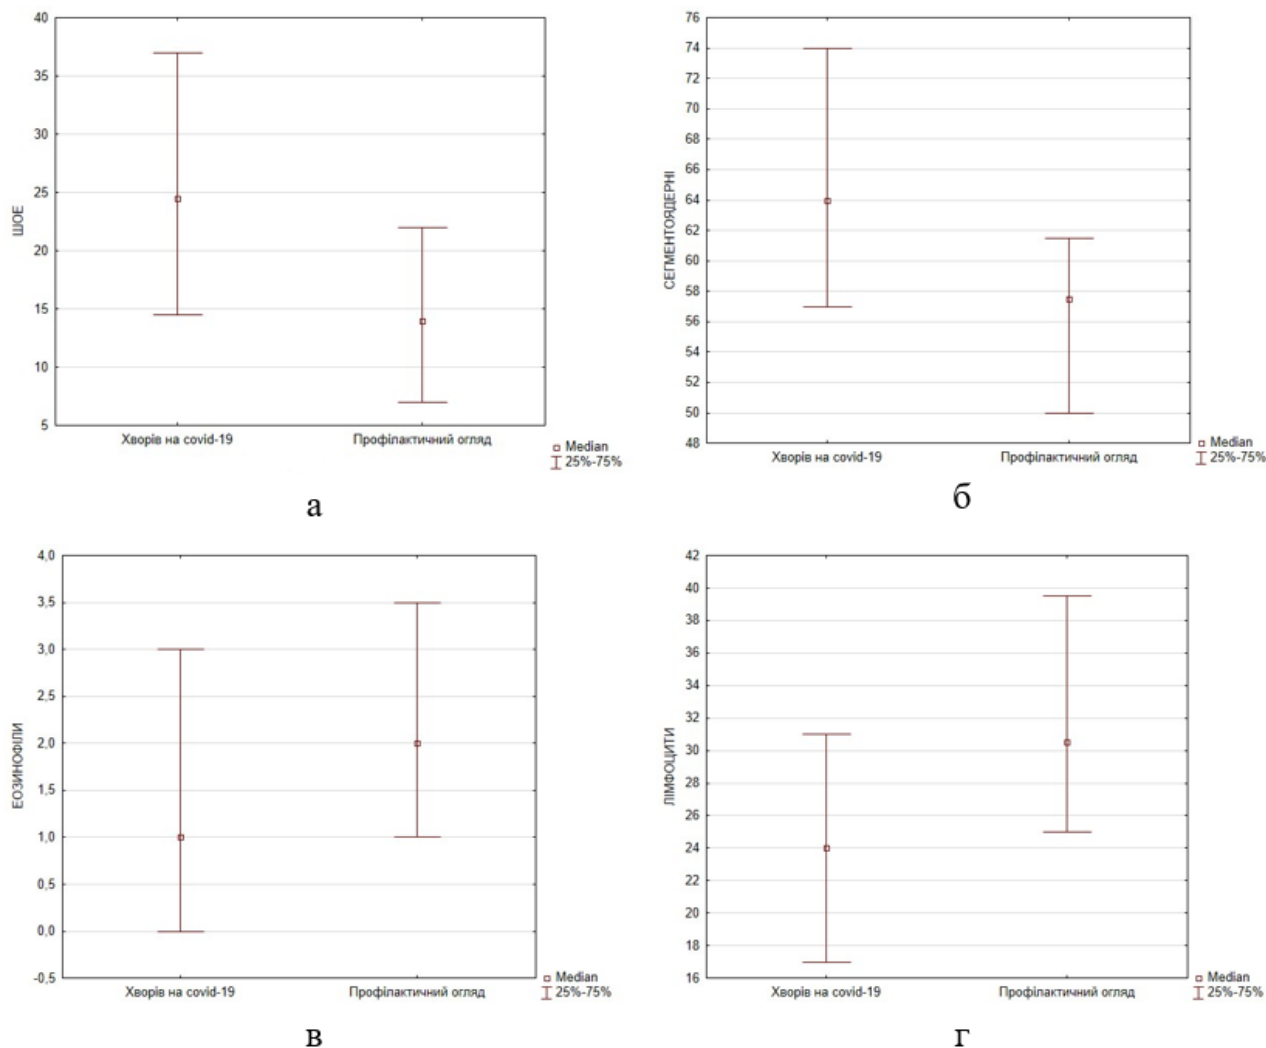 40
35
30
25
20
15
10
5
ШОЕ
Хворів на covid-19
Профілактичний огляд
Median
25%-75%
а
76
74
72
70
68
66
64
62
60
58
56
54
52
50
48
СЕГМЕНТОЯДЕРНІ
Хворів на covid-19
Профілактичний огляд
Median
25%-75%
б
4,0
3,5
3,0
2,5
2,0
1,5
1,0
0,5
0,0
-0,5
ЕОЗИНОФІЛИ
Хворів на covid-19
Профілактичний огляд
Median
25%-75%
в
42
40
38
36
34
32
30
28
26
24
22
20
18
16
ЛІМФОЦИТИ
Хворів на covid-19
Профілактичний огляд
Median
25%-75%
г